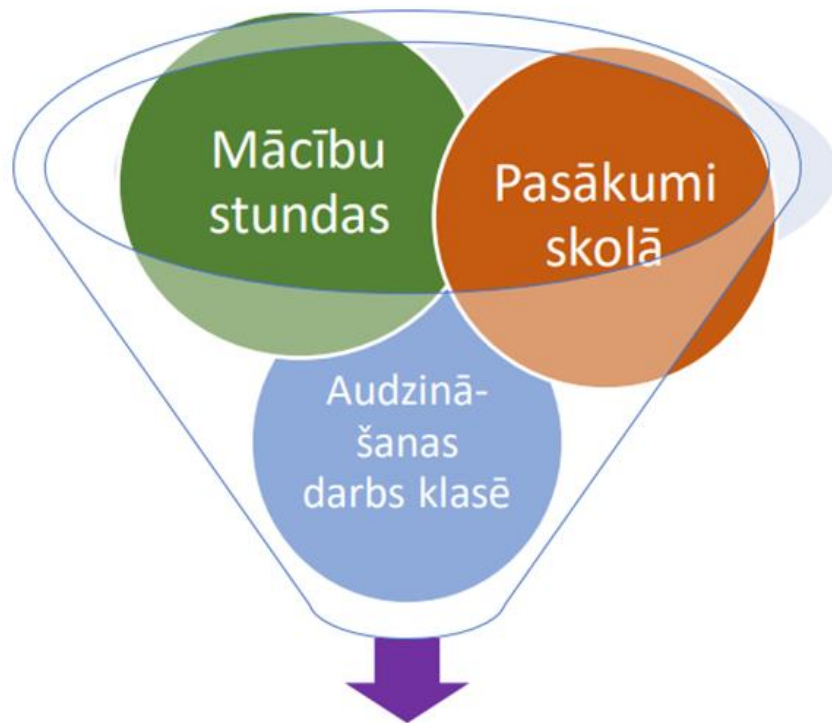 Mācību
stundas
Pasākumi
skolā
Audzinā-
šanas
darbs klasē